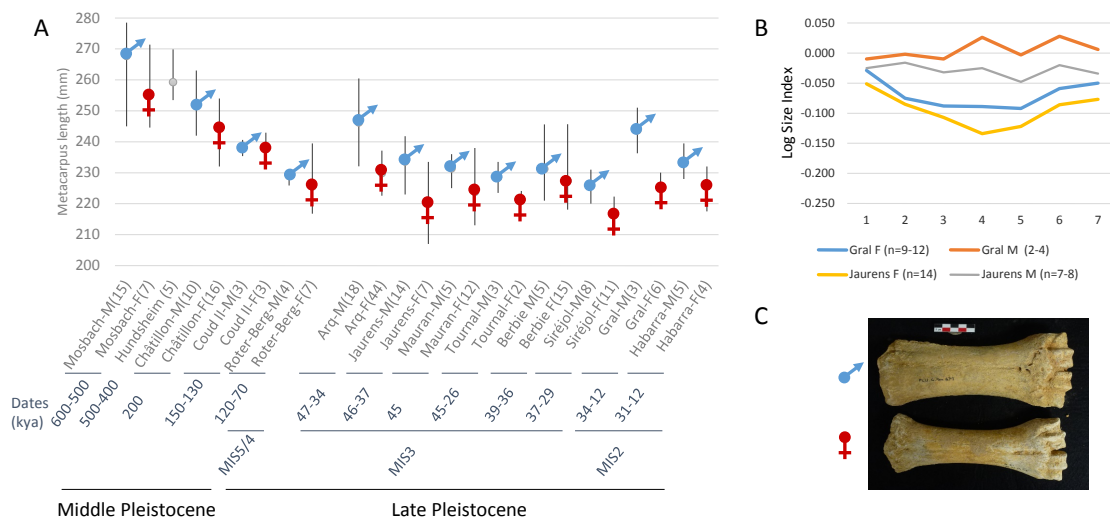 A
Metacarpus length (mm)
280
270
260
250
240
230
220
210
200
Mosbach-M(15)
Mosbach-F(7)
Hundsheim (5)
Châtillon-M(10)
Châtillon-F(16)
Coud II-M(3)
Coud II-F(3)
Roter-Berg-M(4)
Roter-Berg-F(7)
Arq-M(18)
Arq-F(44)
Jaurens-M(14)
Jaurens-F(7)
Mauran-M(5)
Mauran-F(12)
Tournal-M(3)
Tournal-F(2)
Berbie M(5)
Berbie F(15)
Siréjol-M(8)
Siréjol-F(11)
Gral-M(3)
Gral-F(6)
Habarra-M(5)
Habarra-F(4)
Dates
(kya)
600-500
500-400
200
150-130
120-70
47-34
46-37
45
45-26
39-36
37-29
34-12
31-12
MIS5/4
MIS3
MIS2
Middle Pleistocene
Late Pleistocene
B
Log Size Index
0.050
0.000
-0.050
-0.100
-0.150
-0.200
-0.250
1 2 3 4 5 6 7
Gral F (n=9-12)
Gral M (2-4)
Jaurens F (n=14)
Jaurens M (n=7-8)
C